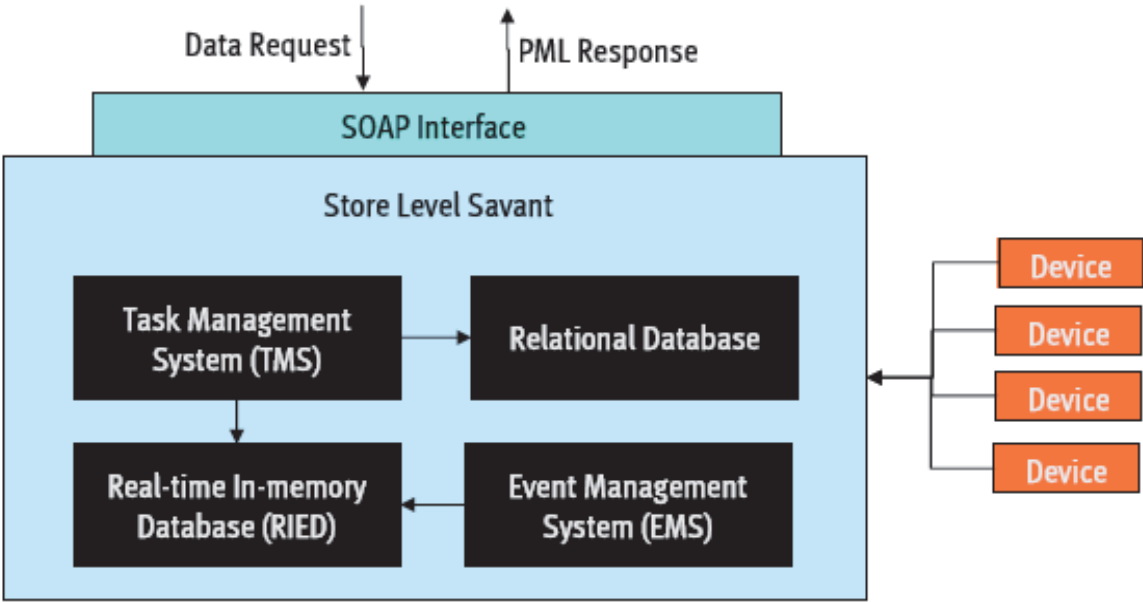 Data Request
PML Response
SOAP Interface
Store Level Savant
Task Management
System (TMS)
Relational Database
Real-time In-memory
Database (RIED)
Event Management
System (EMS)
Device
Device
Device
Device